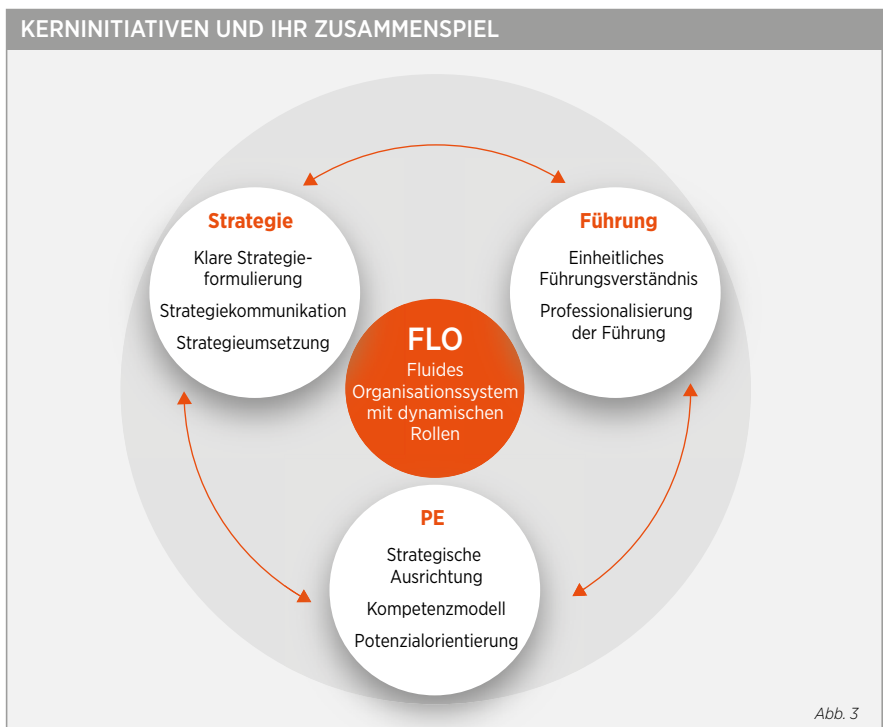 KERNINITIATIVEN UND IHR ZUSAMMENSPIEL
Strategie
Klare Strategie-
formulierung
Strategiekommunikation
Strategieumsetzung
Führung
Einheitliches
Führungsverständnis
Professionalisierung
der Führung
FLO
Fluides
Organisationssystem
mit dynamischen
Rollen
PE
Strategische
Ausrichtung
Kompetenzmodell
Potenzialorientierung
Abb. 3